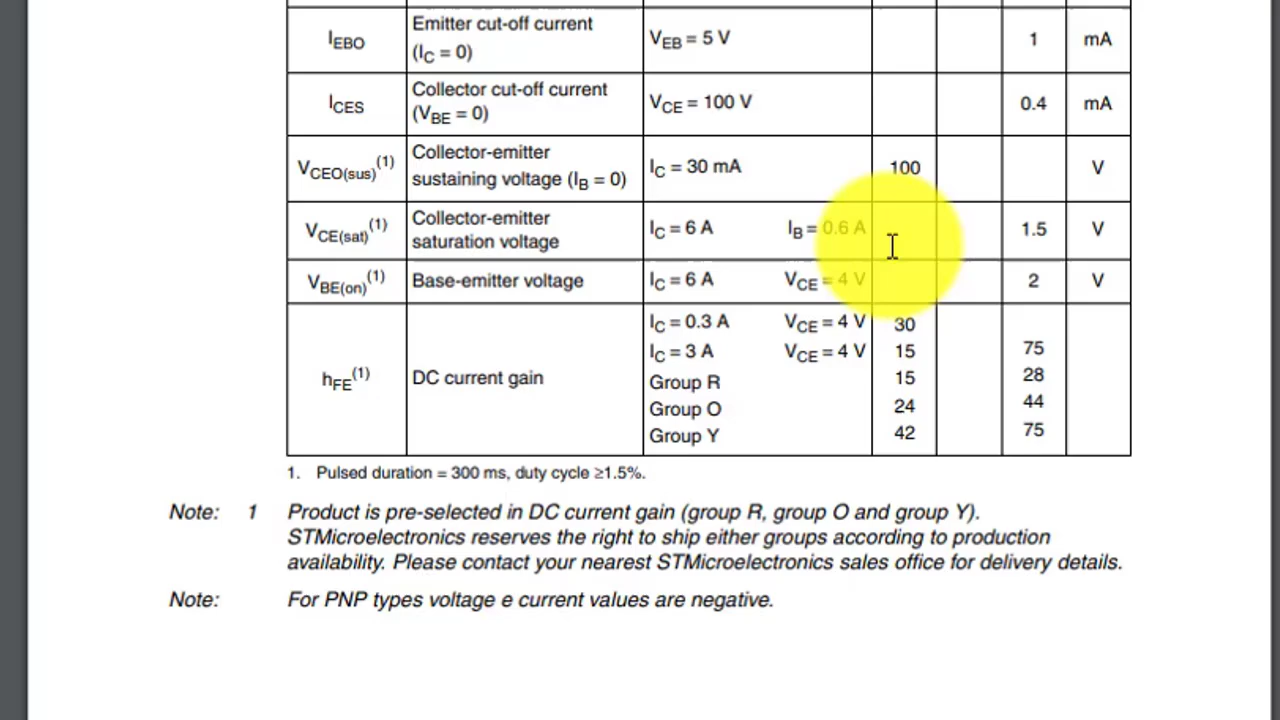 IEBO Emitter cut-off current (IC = 0) VEB = 5 V 1 mA
ICES Collector cut-off current (VBE = 0) VCE = 100 V 0.4 mA
VCEO(sus)(1) Collector-emitter sustaining voltage (IB = 0) IC = 30 mA 100 V
VCE(sat)(1) Collector-emitter saturation voltage IC = 6 A IB = 0.6 A 1.5 V
VBE(on)(1) Base-emitter voltage IC = 6 A VCE = 4 V 2 V
hFE(1) DC current gain
IC = 0.3 A VCE = 4 V 30
IC = 3 A VCE = 4 V 15 75
Group R 15 28
Group O 24 44
Group Y 42 75
1. Pulsed duration = 300 ms, duty cycle ≥1.5%.
Note: 1 Product is pre-selected in DC current gain (group R, group O and group Y).
STMicroelectronics reserves the right to ship either groups according to production
availability. Please contact your nearest STMicroelectronics sales office for delivery details.
Note: For PNP types voltage e current values are negative.